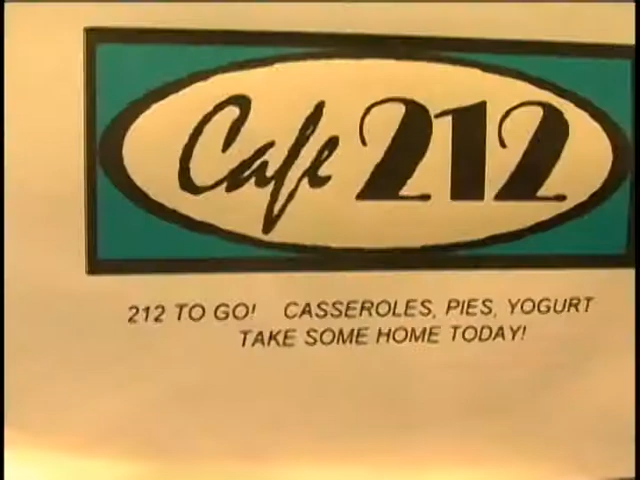 Cafe 212
212 TO GO! CASSEROLES, PIES, YOGURT
TAKE SOME HOME TODAY!